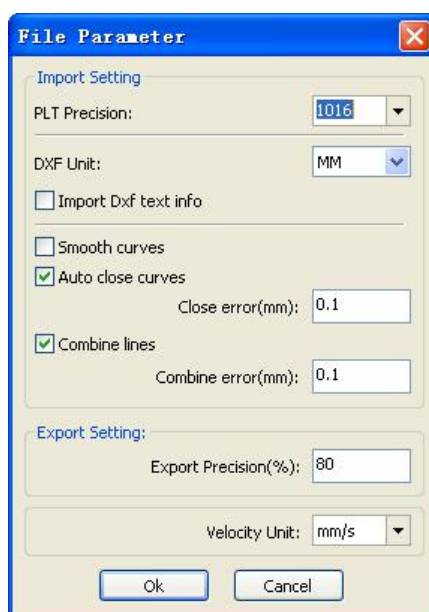 File Parameter
Import Setting
PLT Precision: 1016
DXF Unit: MM
Import Dxf text info
Smooth curves
Auto close curves
Close error(mm): 0.1
Combine lines
Combine error(mm): 0.1
Export Setting:
Export Precision(%): 80
Velocity Unit: mm/s
Ok Cancel